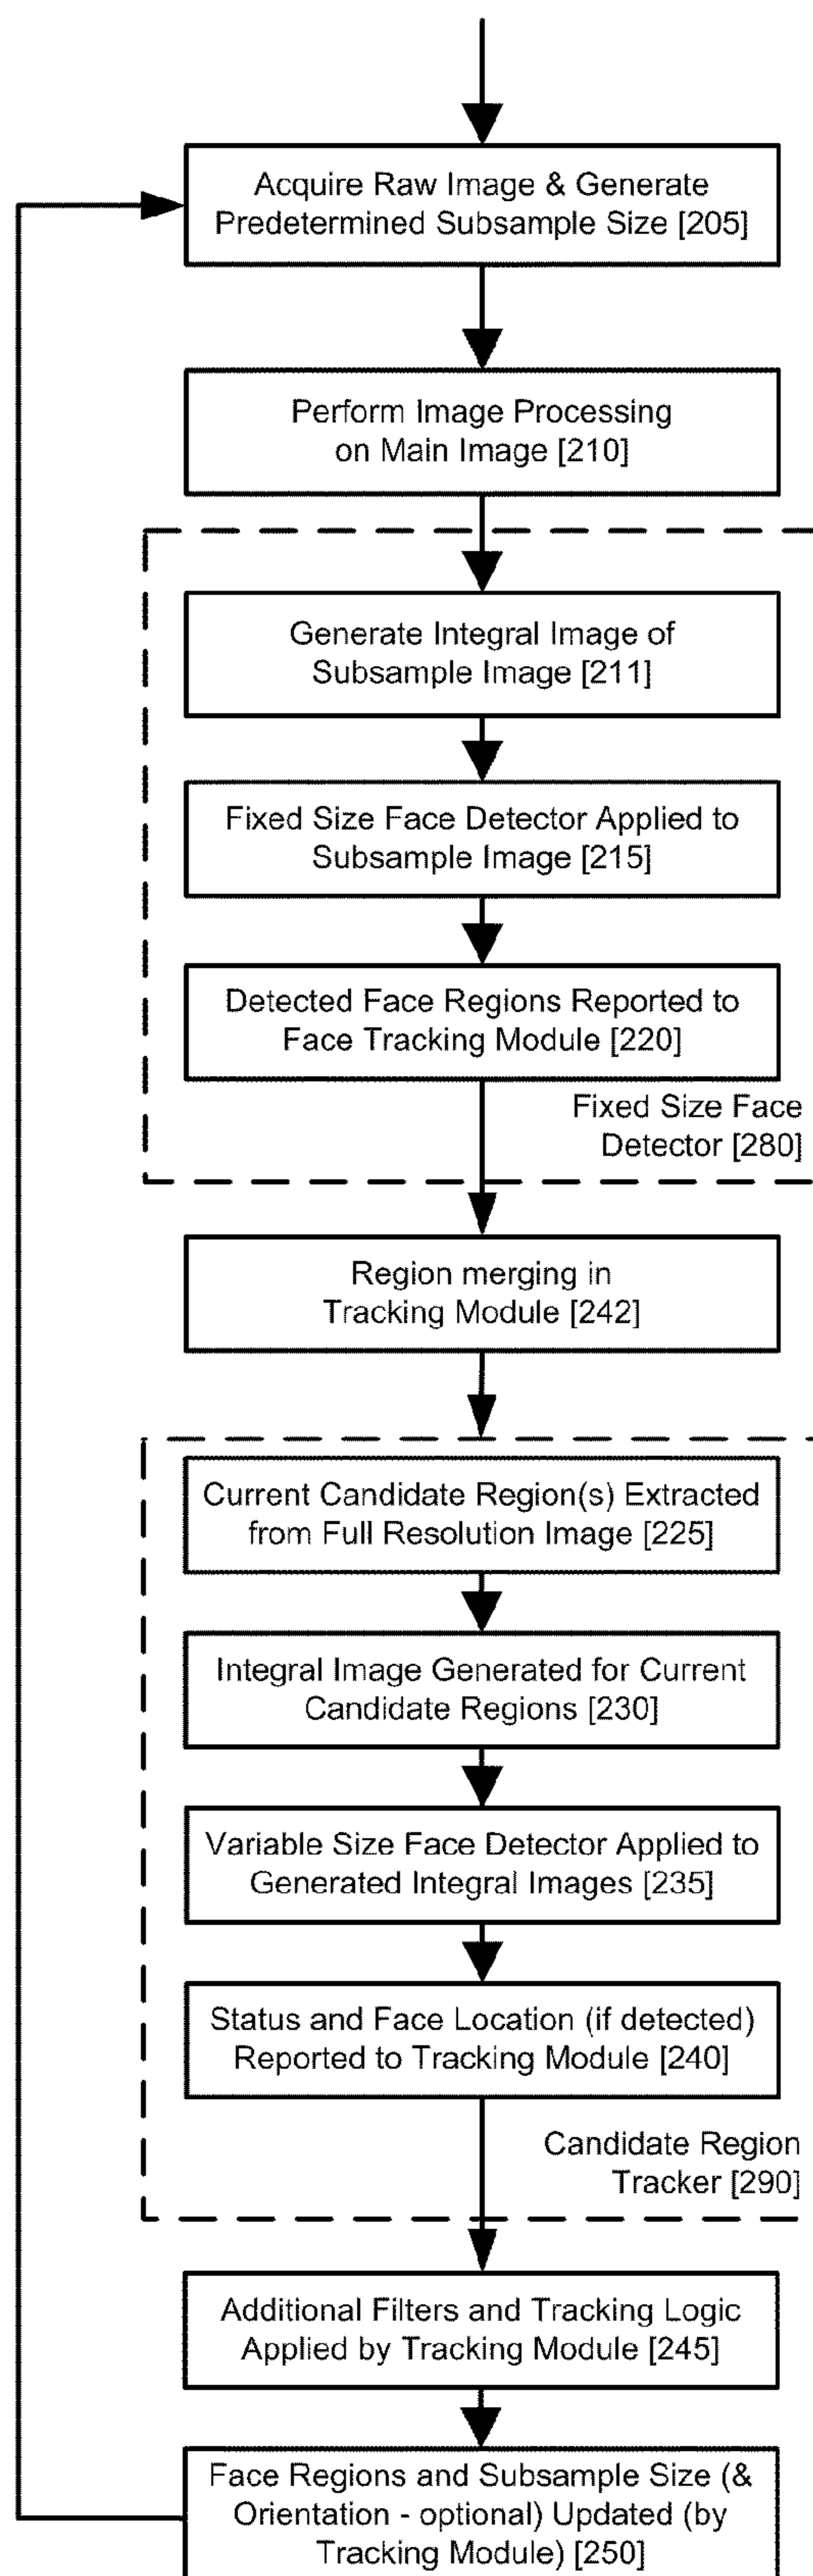 Acquire Raw Image & Generate
Predetermined Subsample Size [205]
Perform Image Processing
on Main Image [210]
Generate Integral Image of
Subsample Image [211]
Fixed Size Face Detector Applied to
Subsample Image [215]
Detected Face Regions Reported to
Face Tracking Module [220]
Fixed Size Face
Detector [280]
Region merging in
Tracking Module [242]
Current Candidate Region(s) Extracted
from Full Resolution Image [225]
Integral Image Generated for Current
Candidate Regions [230]
Variable Size Face Detector Applied to
Generated Integral Images [235]
Status and Face Location (if detected)
Reported to Tracking Module [240]
Candidate Region
Tracker [290]
Additional Filters and Tracking Logic
Applied by Tracking Module [245]
Face Regions and Subsample Size (&
Orientation - optional) Updated (by
Tracking Module) [250]